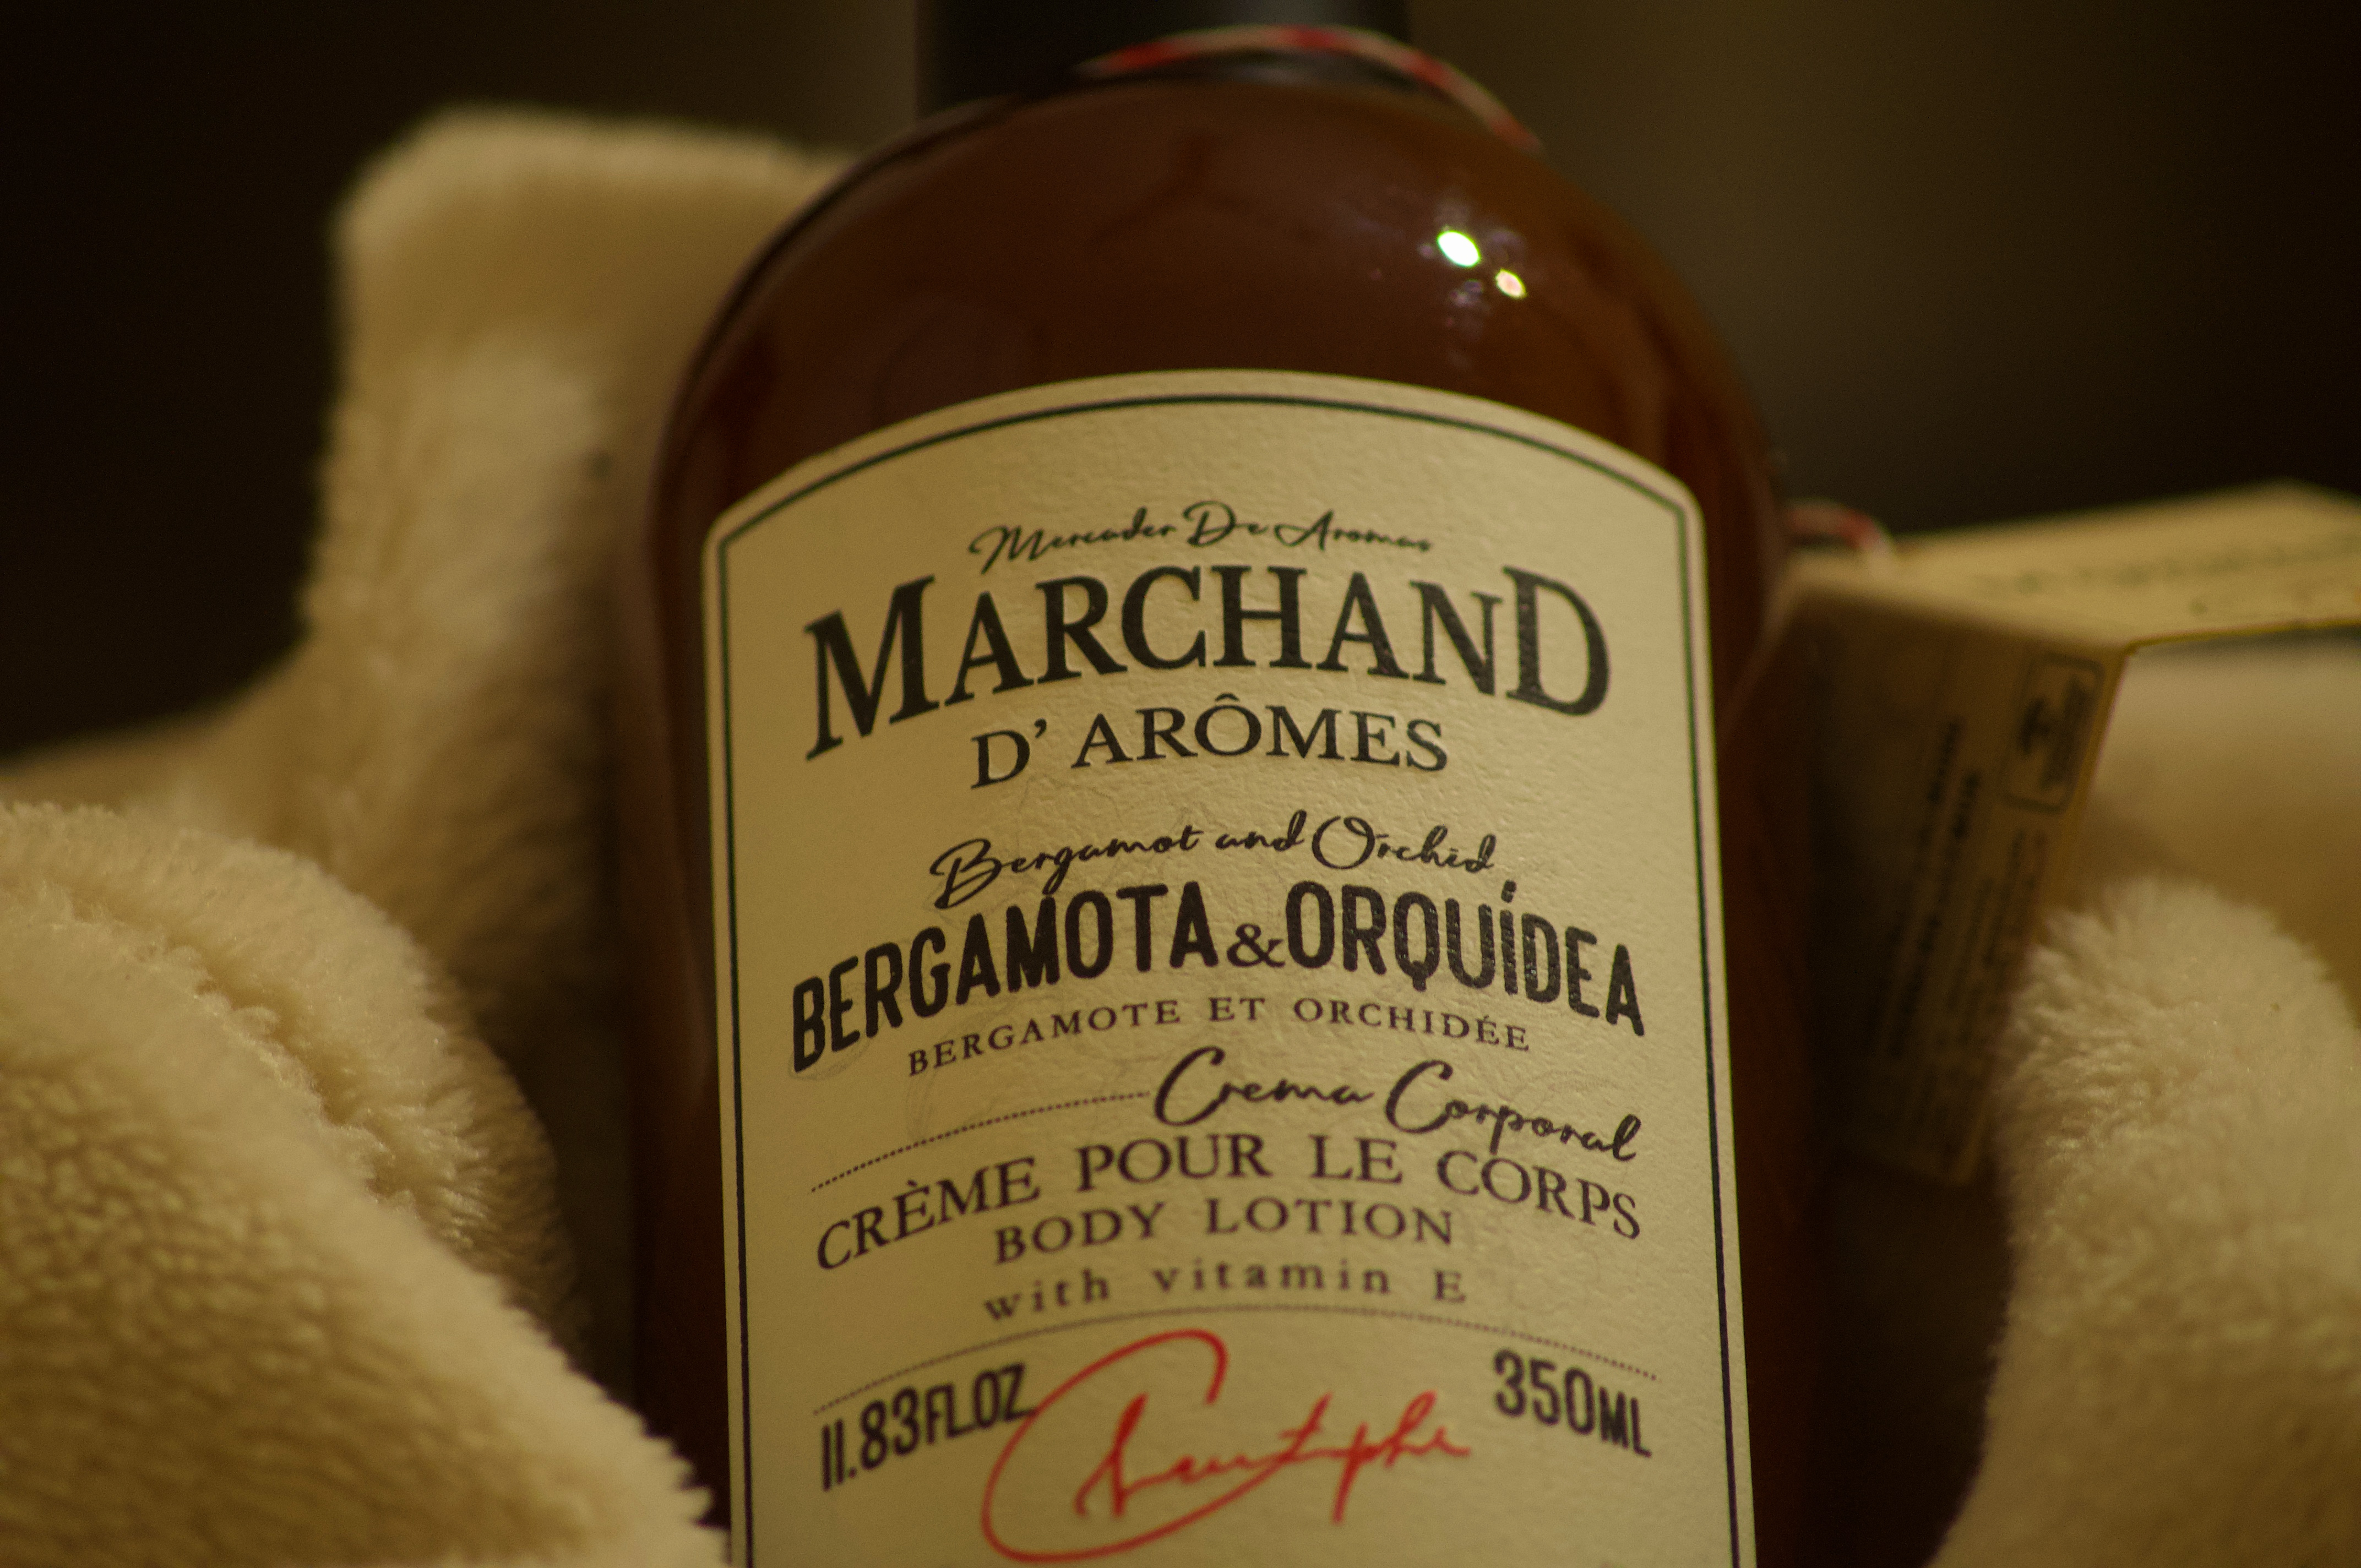 Mercader De Aromas
MARCHAND
D' ARÔMES
Bergamot and Orchid
BERGAMOTA & ORQUÍDEA
BERGAMOTE ET ORCHIDÉE
Crema Corporal
CRÈME POUR LE CORPS
BODY LOTION
with vitamin E
11.83FL.OZ
350ML